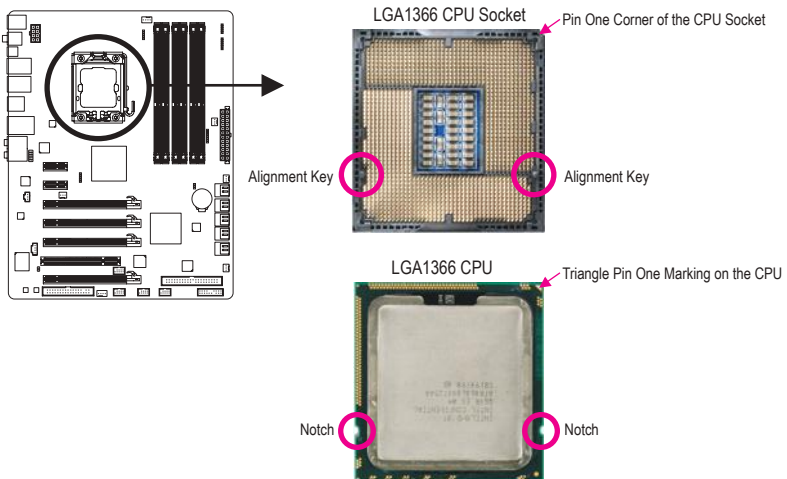 LGA1366 CPU Socket
Pin One Corner of the CPU Socket
Alignment Key
Alignment Key
LGA1366 CPU
Triangle Pin One Marking on the CPU
Notch
Notch